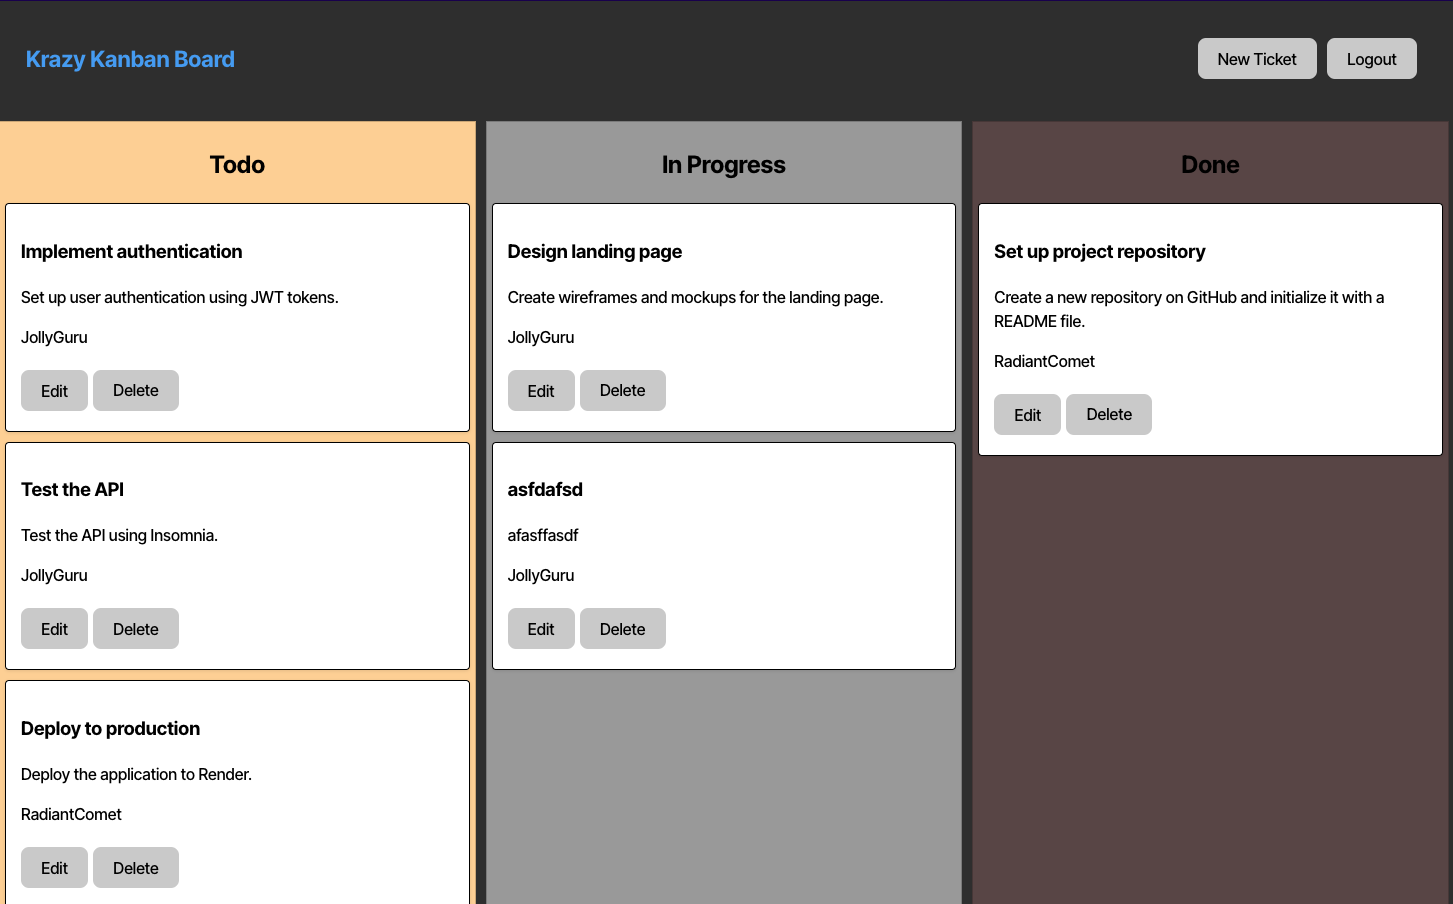 Krazy Kanban Board
New Ticket
Logout
Todo
Implement authentication
Set up user authentication using JWT tokens.
JollyGuru
Edit
Delete
Test the API
Test the API using Insomnia.
JollyGuru
Edit
Delete
Deploy to production
Deploy the application to Render.
RadiantComet
Edit
Delete
In Progress
Design landing page
Create wireframes and mockups for the landing page.
JollyGuru
Edit
Delete
asfdafsd
afasffasdf
JollyGuru
Edit
Delete
Done
Set up project repository
Create a new repository on GitHub and initialize it with a
README file.
RadiantComet
Edit
Delete